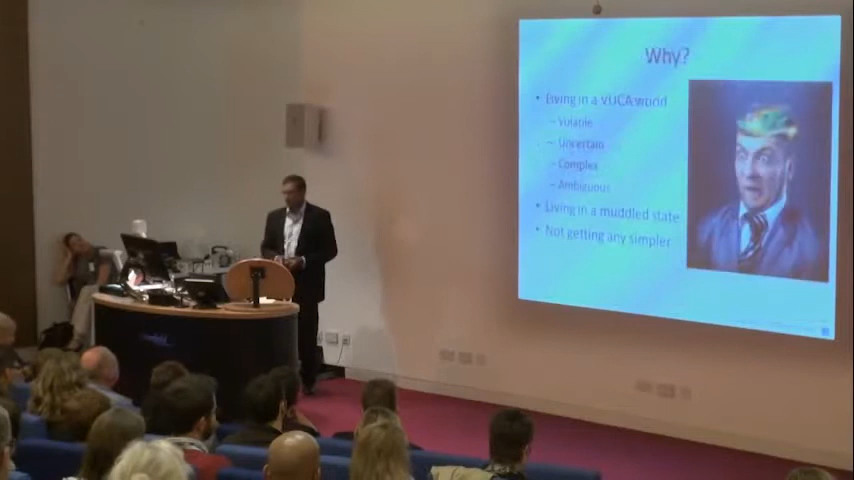 Why?
• Living in a VUCA world
– Volatile
– Uncertain
– Complex
– Ambiguous
• Living in a muddled state
• Not getting any simpler